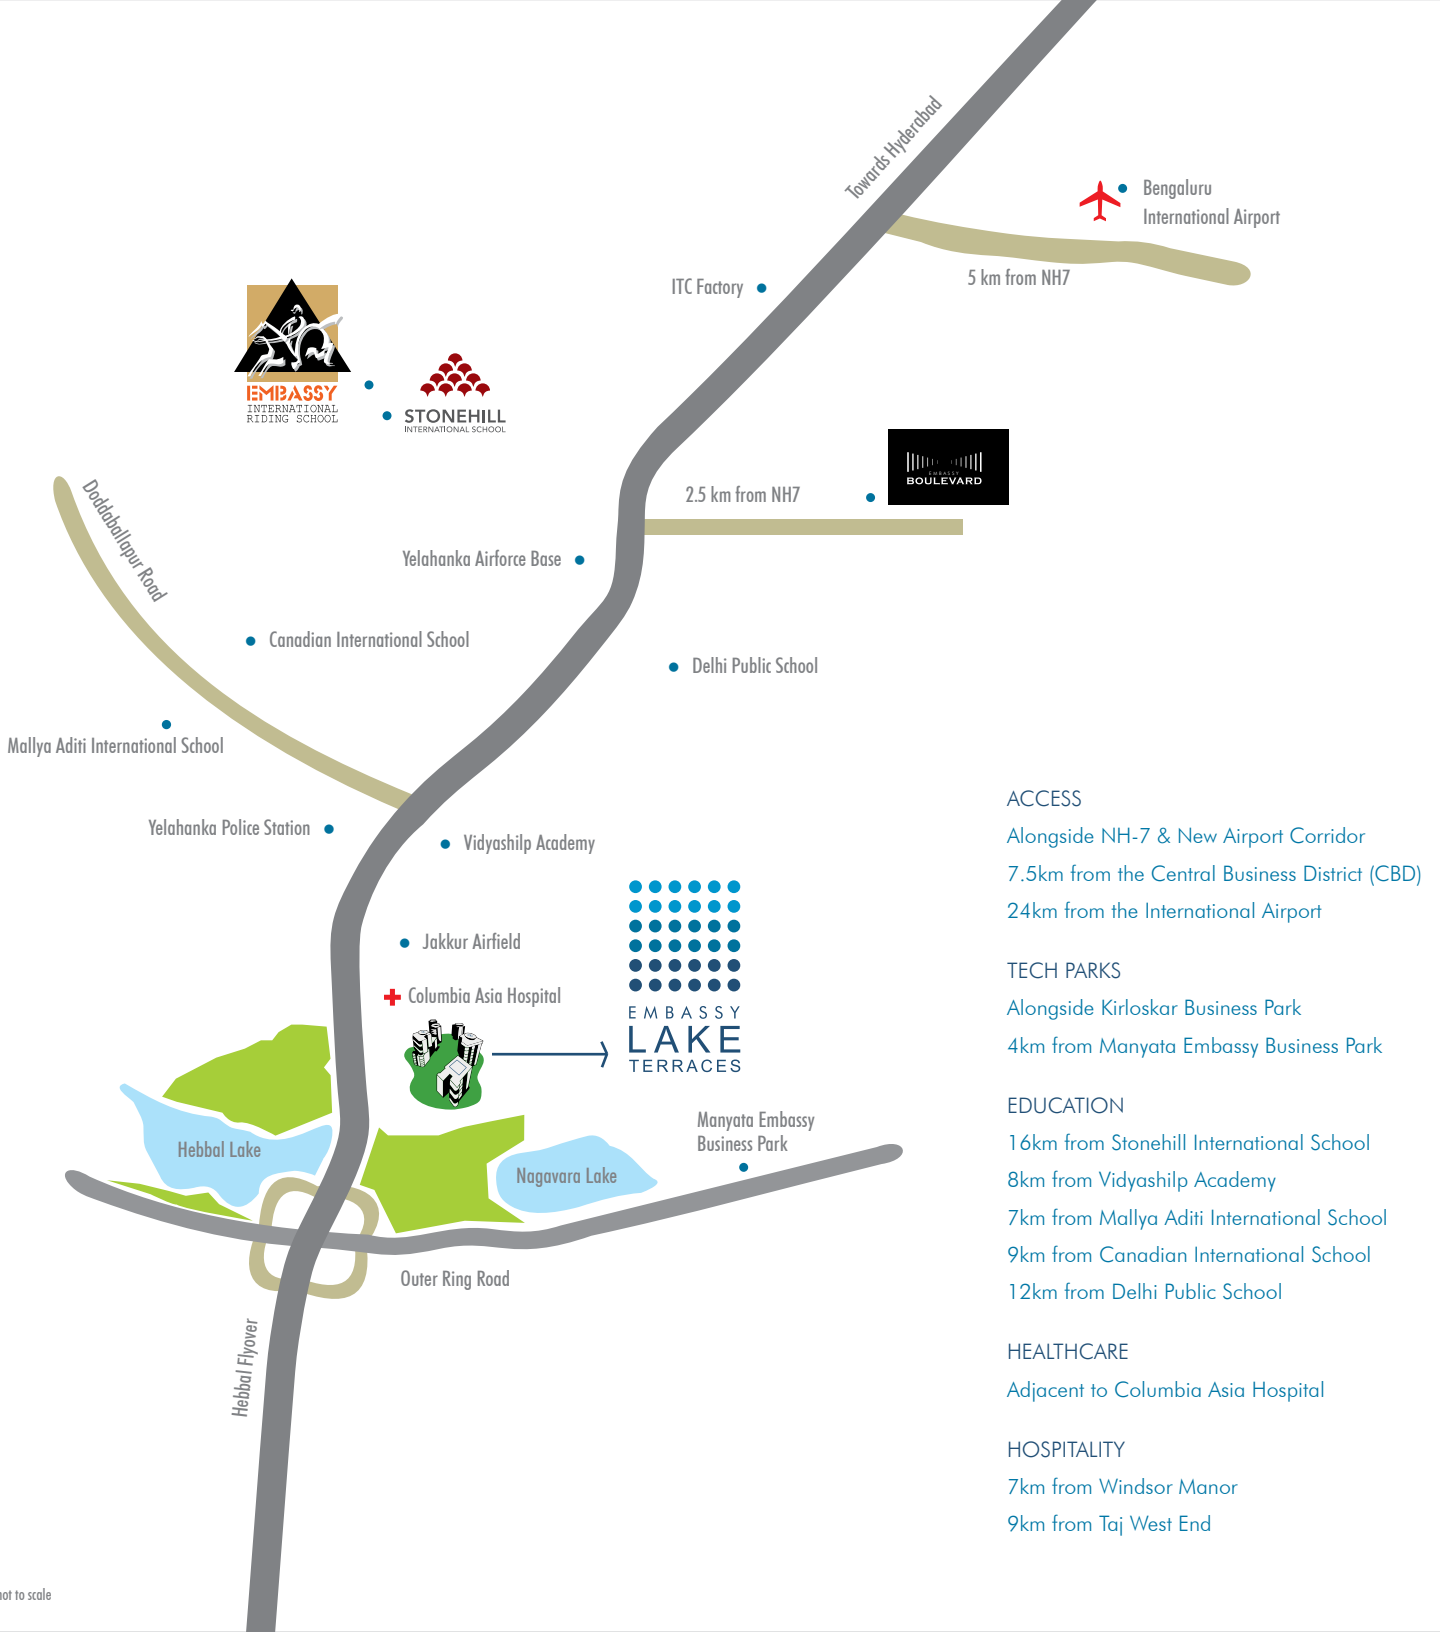 Towards Hyderabad
Bengaluru
International Airport
5 km from NH7
ITC Factory
EMBASSY
INTERNATIONAL
RIDING SCHOOL
STONEHILL
INTERNATIONAL SCHOOL
EMBASSY
BOULEVARD
2.5 km from NH7
Doddaballapur Road
Yelahanka Airforce Base
Canadian International School
Delhi Public School
Mallya Aditi International School
Yelahanka Police Station
Vidyashilp Academy
Jakkur Airfield
Columbia Asia Hospital
EMBASSY
LAKE
TERRACES
Manyata Embassy
Business Park
Hebbal Lake
Nagavara Lake
Outer Ring Road
Hebbal Flyover
ACCESS
Alongside NH-7 & New Airport Corridor
7.5km from the Central Business District (CBD)
24km from the International Airport
TECH PARKS
Alongside Kirloskar Business Park
4km from Manyata Embassy Business Park
EDUCATION
16km from Stonehill International School
8km from Vidyashilp Academy
7km from Mallya Aditi International School
9km from Canadian International School
12km from Delhi Public School
HEALTHCARE
Adjacent to Columbia Asia Hospital
HOSPITALITY
7km from Windsor Manor
9km from Taj West End
not to scale